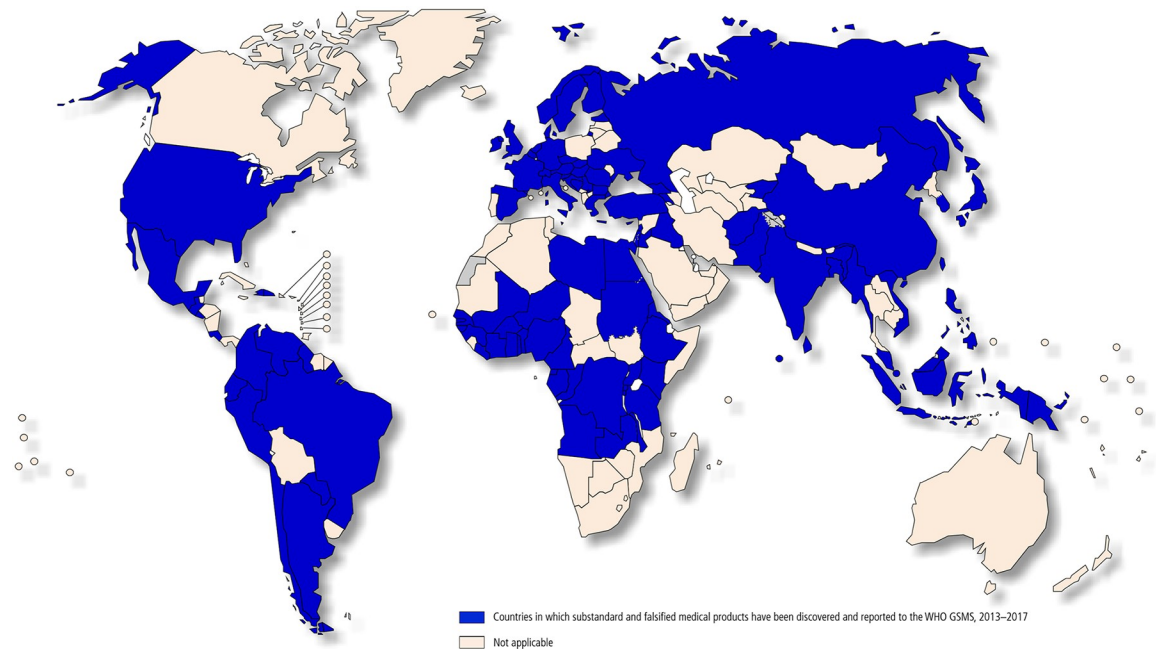 Countries in which substandard and falsified medical products have been discovered and reported to the WHO GSMS, 2013–2017
Not applicable